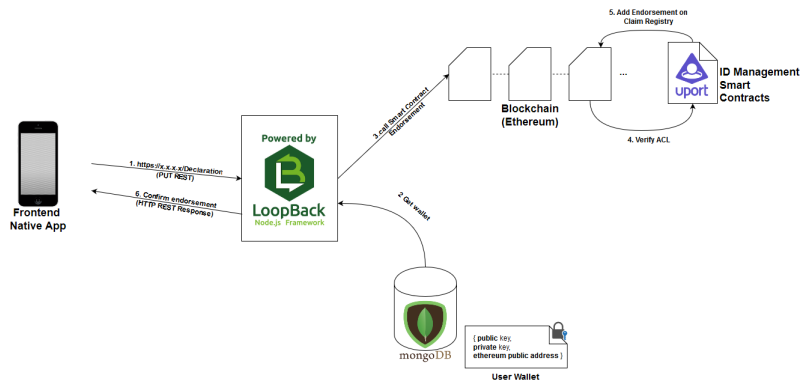 5. Add Endorsement on
Claim Registry
...
uport
ID Management
Smart
Contracts
Blockchain
(Ethereum)
4. Verify ACL
3.call Smart Contract
Endorsement
Powered by
LoopBack
Node.js Framework
1. https://x.x.x.x/Declaration
(PUT REST)
6. Confirm endorsement
(HTTP REST Response)
Frontend
Native App
2 Get wallet
mongoDB
{ public key,
private key,
ethereum public address }
User Wallet